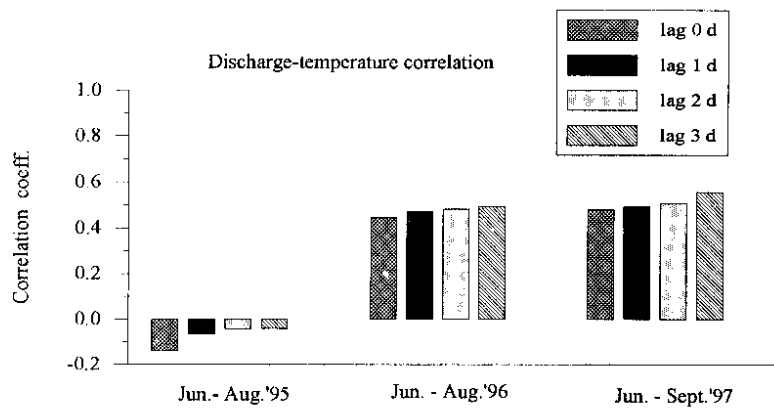 lag 0 d
lag 1 d
lag 2 d
lag 3 d
Discharge-temperature correlation
Correlation coeff.
1.0
0.8
0.6
0.4
0.2
0.0
-0.2
Jun.- Aug.'95
Jun. - Aug.'96
Jun. - Sept.'97